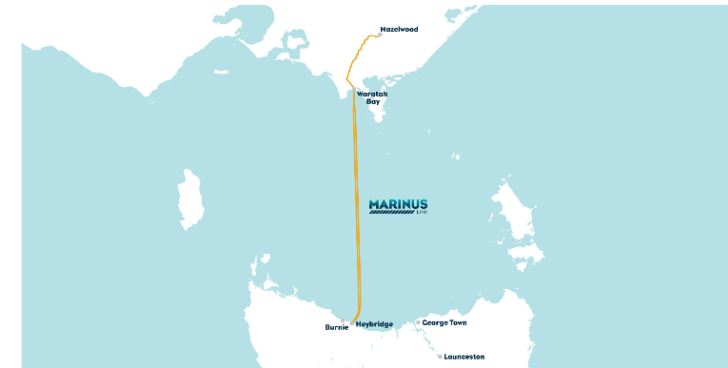 Hazelwood
Waratah
Bay
MARINUS
LINK
Heybridge
Burnie
George Town
Launceston